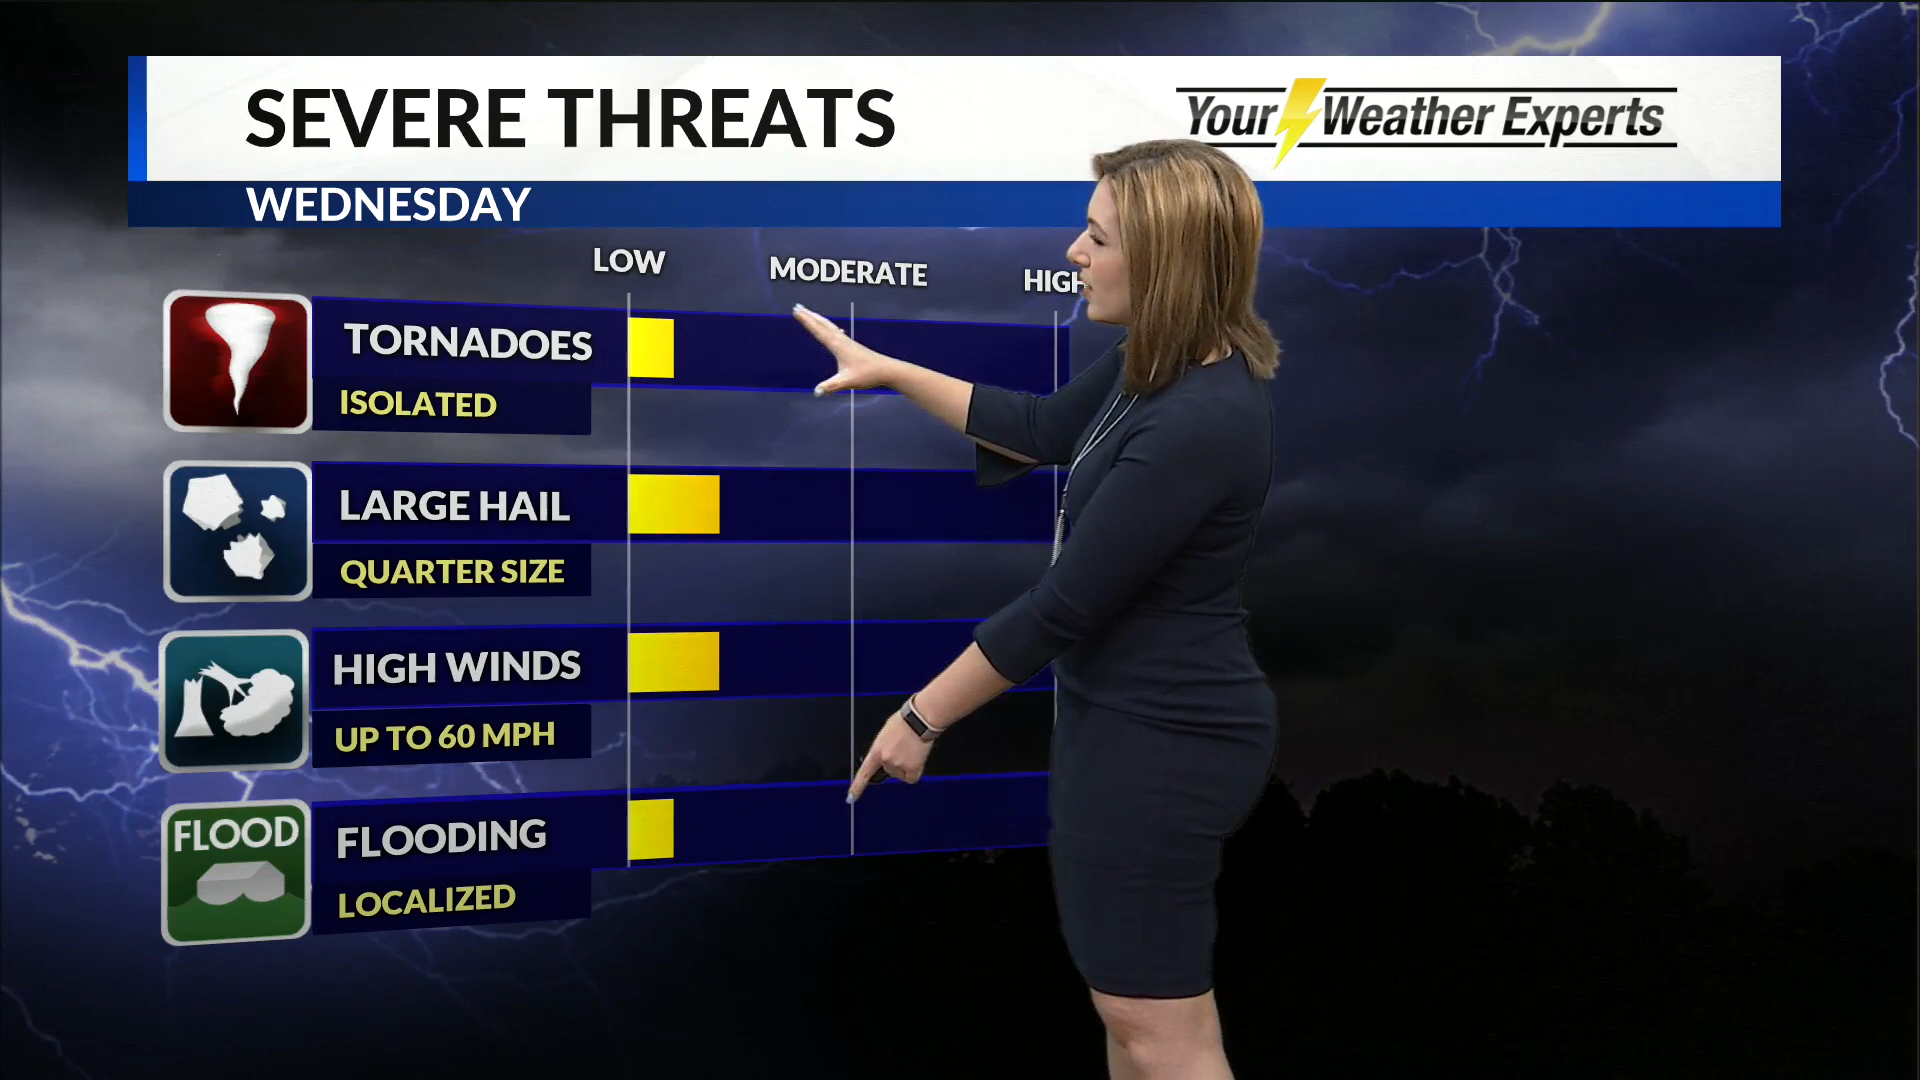 SEVERE THREATS
Your Weather Experts
WEDNESDAY
LOW MODERATE HIGH
TORNADOES
ISOLATED
LARGE HAIL
QUARTER SIZE
HIGH WINDS
UP TO 60 MPH
FLOOD
FLOODING
LOCALIZED